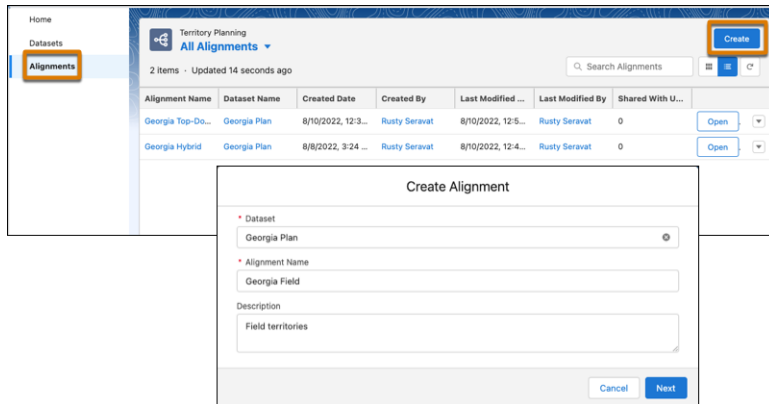 Home
Datasets
Alignments
Territory Planning
All Alignments
Create
2 items · Updated 14 seconds ago
Search Alignments
Alignment Name Dataset Name Created Date Created By Last Modified ... Last Modified By Shared With U...
Georgia Top-Do... Georgia Plan 8/10/2022, 12:3... Rusty Seravat 8/10/2022, 12:5... Rusty Seravat 0 Open
Georgia Hybrid Georgia Plan 8/8/2022, 3:24 ... Rusty Seravat 8/10/2022, 12:4... Rusty Seravat 0 Open
Create Alignment
* Dataset
Georgia Plan
* Alignment Name
Georgia Field
Description
Field territories
Cancel Next